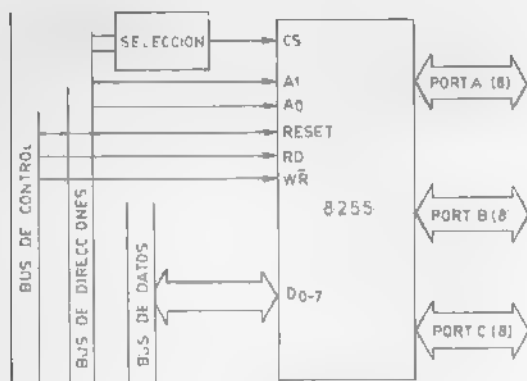 SELECCION
CS
A1
A0
RESET
RD
WR
8255
D0-7
PORT A (8)
PORT B (8
PORT C (8)
BUS DE CONTROL
BUS DE DIRECCIONES
BUS DE DATOS